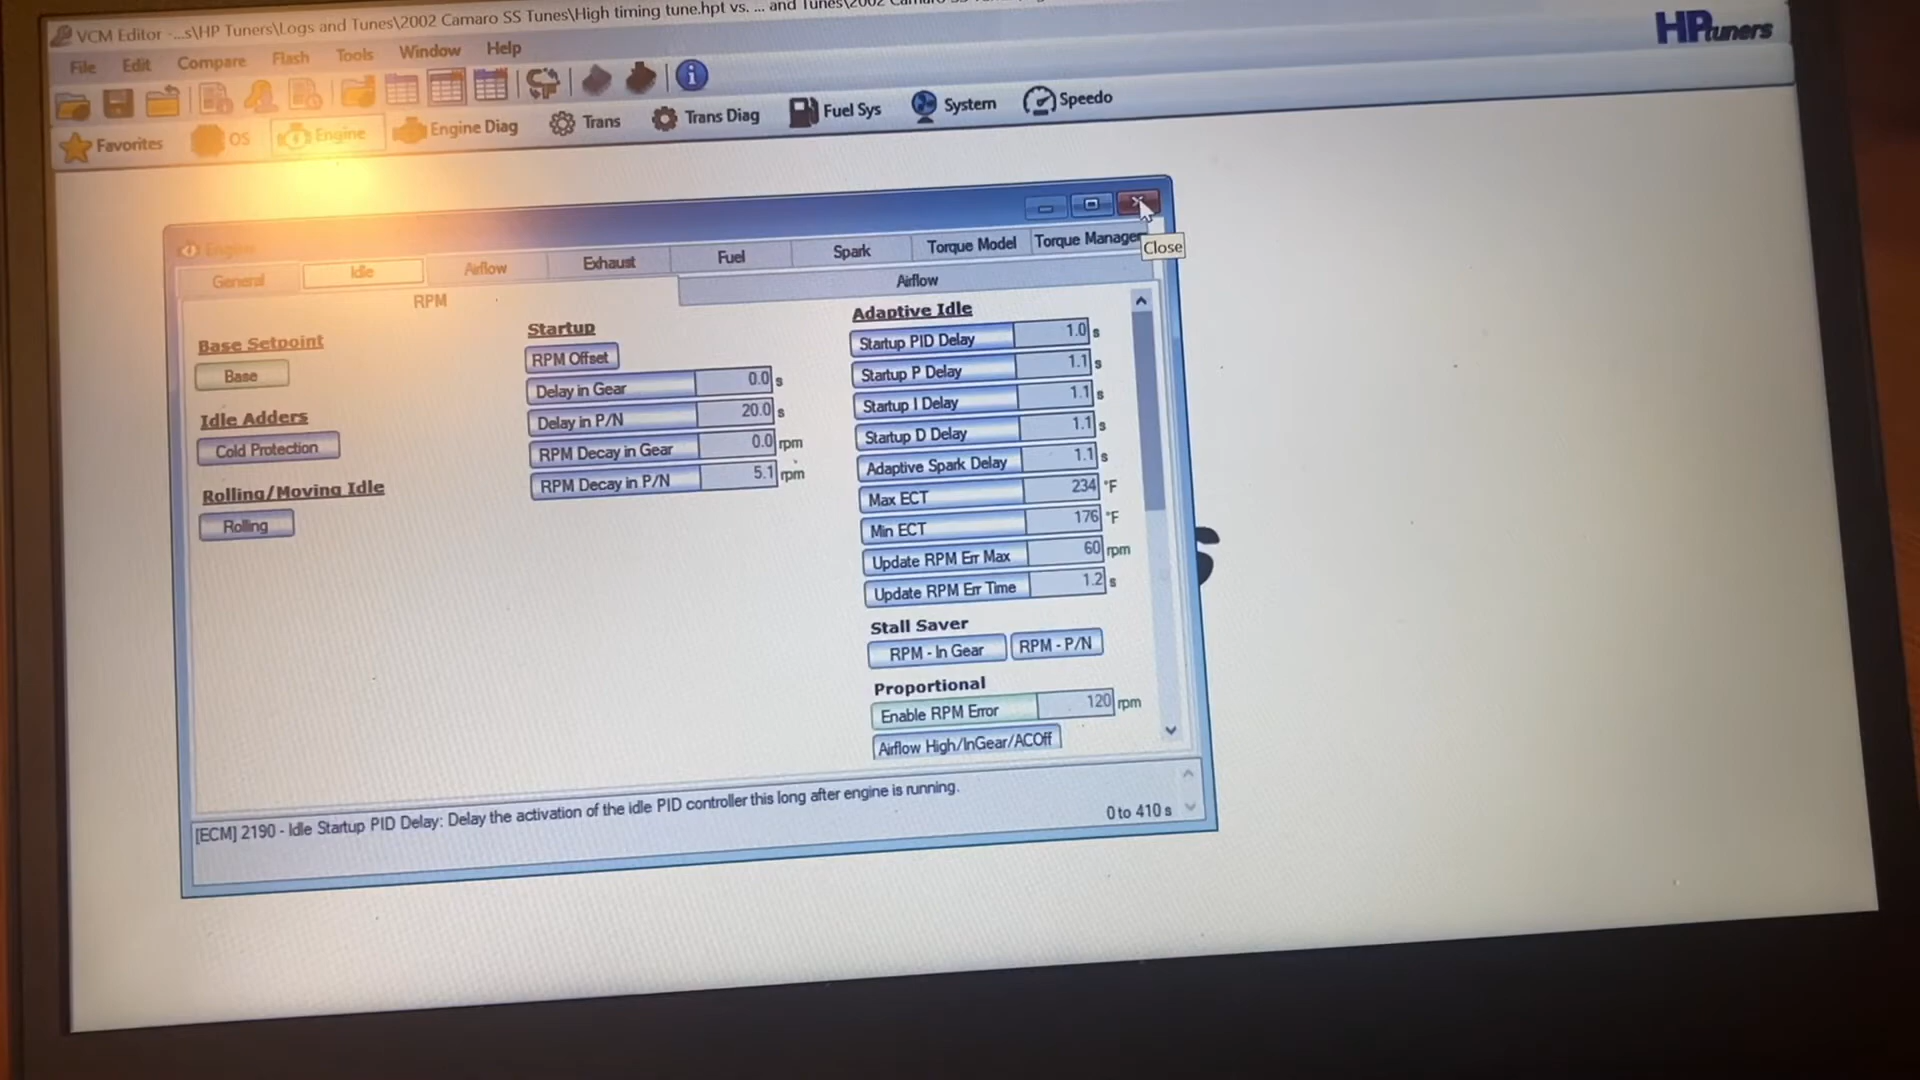 VCM Editor -...s\HP Tuners\Logs and Tunes\2002 Camaro SS Tunes\High timing tune.hpt vs. ... and Tunes\2002
HPtuners
File Edit Compare Flash Tools Window Help
Favorites OS Engine Engine Diag Trans Trans Diag Fuel Sys System Speedo
Engine
Close
General Idle Airflow Exhaust Fuel Spark Torque Model Torque Manager
RPM Airflow
Base Setpoint
Base
Idle Adders
Cold Protection
Rolling/Moving Idle
Rolling
Startup
RPM Offset
Delay in Gear 0.0 s
Delay in P/N 20.0 s
RPM Decay in Gear 0.0 rpm
RPM Decay in P/N 5.1 rpm
Adaptive Idle
Startup PID Delay 1.0 s
Startup P Delay 1.1 s
Startup I Delay 1.1 s
Startup D Delay 1.1 s
Adaptive Spark Delay 1.1 s
Max ECT 234 °F
Min ECT 176 °F
Update RPM Err Max 60 rpm
Update RPM Err Time 1.2 s
Stall Saver
RPM - In Gear RPM - P/N
Proportional
Enable RPM Error 120 rpm
Airflow High/InGear/ACOff
[ECM] 2190 - Idle Startup PID Delay: Delay the activation of the idle PID controller this long after engine is running.
0 to 410 s
s